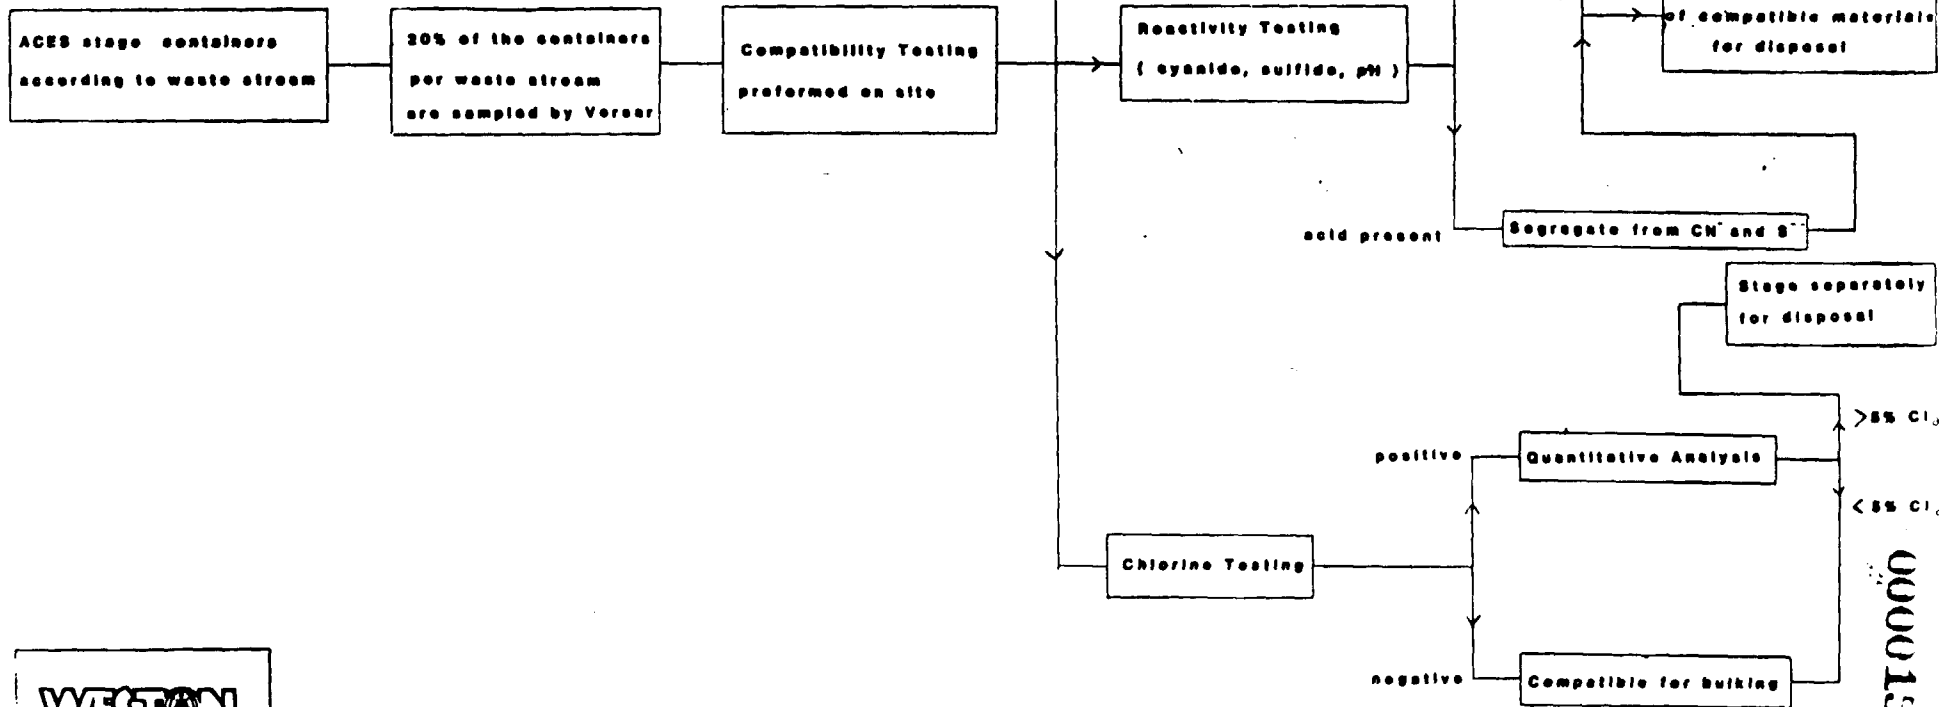 ACES stage containers
according to waste stream
20% of the containers
per waste stream
are sampled by Versar
Compatibility Testing
preformed on site
Reactivity Testing
( cyanide, sulfide, pH )
of compatible materials
for disposal
acid present
Segregate from CN⁻ and S⁻⁻
Stage separately
for disposal
>5% Cl
positive
Quantitative Analysis
<5% Cl
Chlorine Testing
negative
Compatible for bulking
WESTON